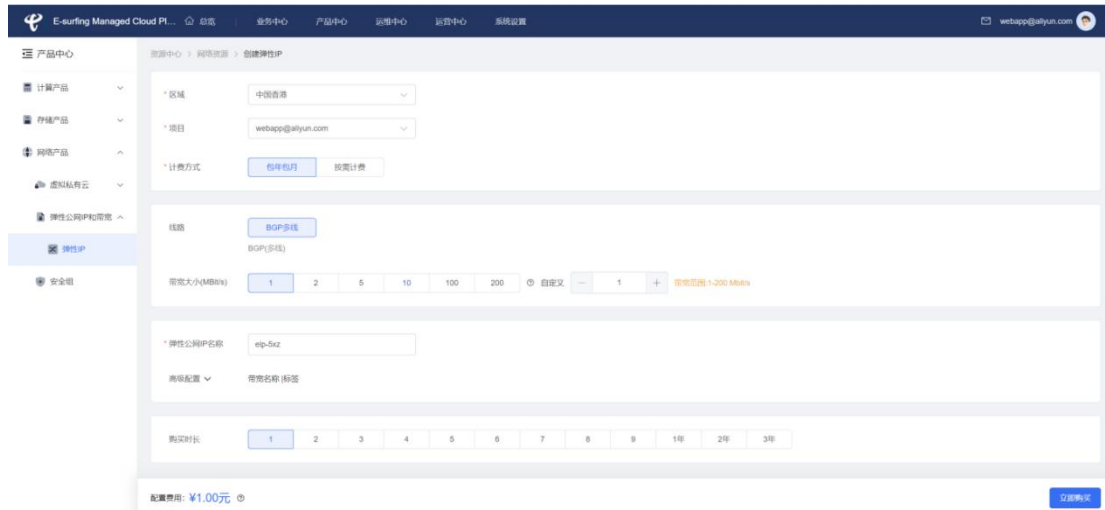 E-surfing Managed Cloud Pl... 总览 业务中心 产品中心 运维中心 运营中心 系统设置 webapp@aliyun.com
产品中心
资源中心 > 网络资源 > 创建弹性IP
计算产品
存储产品
网络产品
虚拟私有云
弹性公网IP和带宽
弹性IP
安全组
* 区域 中国香港
* 项目 webapp@aliyun.com
* 计费方式 包年包月 按需计费
线路 BGP多线
BGP(多线)
带宽大小(MBit/s) 1 2 5 10 100 200 自定义 — 1 + 带宽范围:1-200 Mbit/s
* 弹性公网IP名称 eip-5xz
高级配置 带宽名称|标签
购买时长 1 2 3 4 5 6 7 8 9 1年 2年 3年
配置费用: ¥1.00元 立即购买